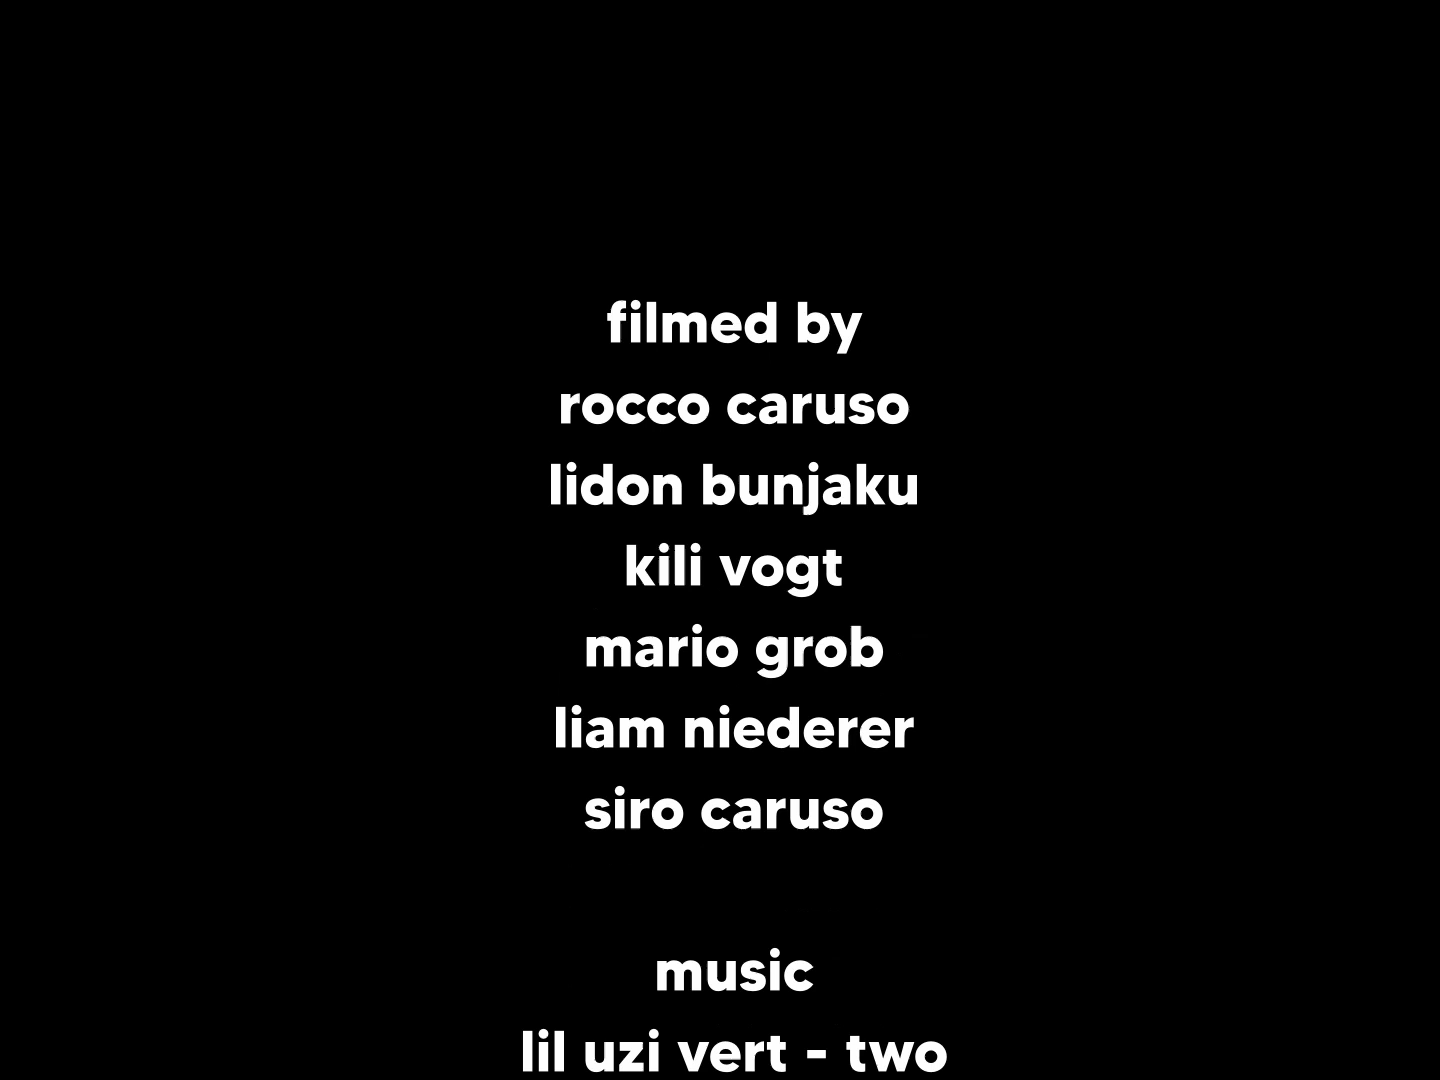 filmed by
rocco caruso
lidon bunjaku
kili vogt
mario grob
liam niederer
siro caruso
music
lil uzi vert - two